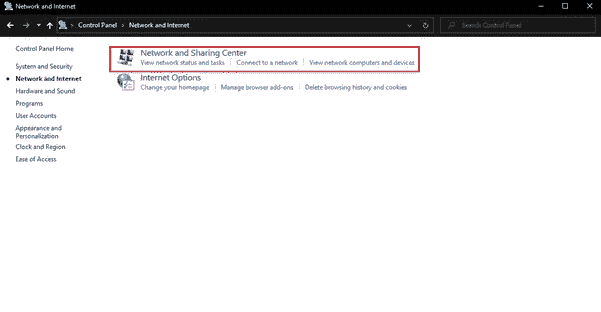 Network and Internet
Control Panel > Network and Internet
Search Control Panel
Control Panel Home
System and Security
Network and Internet
Hardware and Sound
Programs
User Accounts
Appearance and
Personalization
Clock and Region
Ease of Access
Network and Sharing Center
View network status and tasks
Connect to a network
View network computers and devices
Internet Options
Change your homepage
Manage browser add-ons
Delete browsing history and cookies